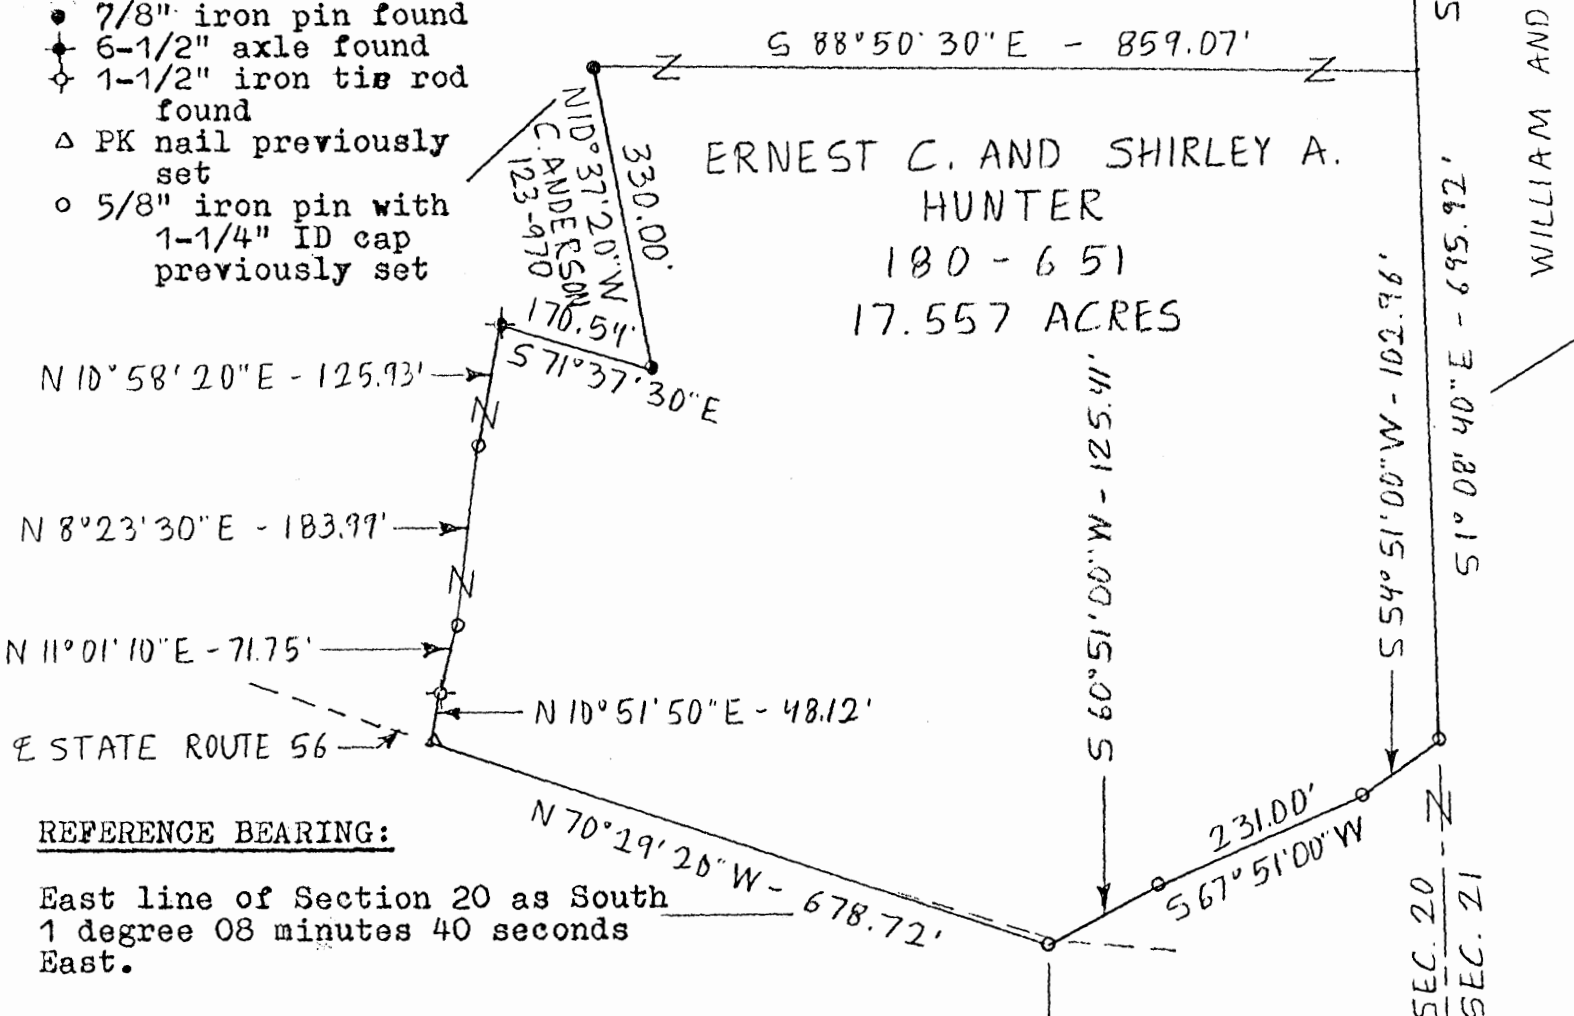 7/8" iron pin found
6-1/2" axle found
1-1/2" iron tie rod
found
PK nail previously
set
5/8" iron pin with
1-1/4" ID cap
previously set
S 88°50'30"E - 859.07'
S
WILLIAM AND
N10°37'20"W
330.00'
C. ANDERSON
123-970
ERNEST C. AND SHIRLEY A.
HUNTER
180-651
17.557 ACRES
170.54'
S 71°37'30"E
N 10°58'20"E - 125.93'
N 8°23'30"E - 183.99'
N 11°01'10"E - 71.75'
N 10°51'50"E - 48.12'
℄ STATE ROUTE 56
S 60°51'00"W - 125.41'
S 54°51'00"W - 102.96'
S 1°08'40"E - 695.92'
231.00'
S 67°51'00"W
N 70°29'20"W - 678.72'
REFERENCE BEARING:
East line of Section 20 as South
1 degree 08 minutes 40 seconds
East.
SEC. 20
SEC. 21